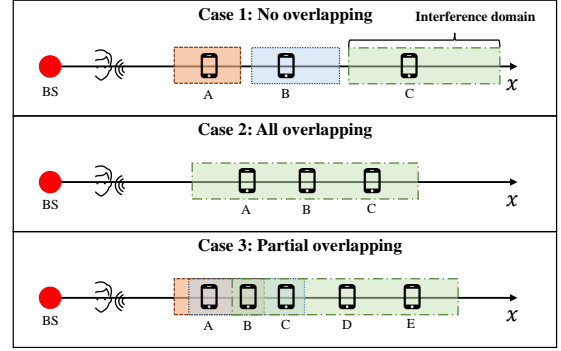 Case 1: No overlapping
Interference domain
BS
A
B
C
x
Case 2: All overlapping
BS
A
B
C
x
Case 3: Partial overlapping
BS
A
B
C
D
E
x